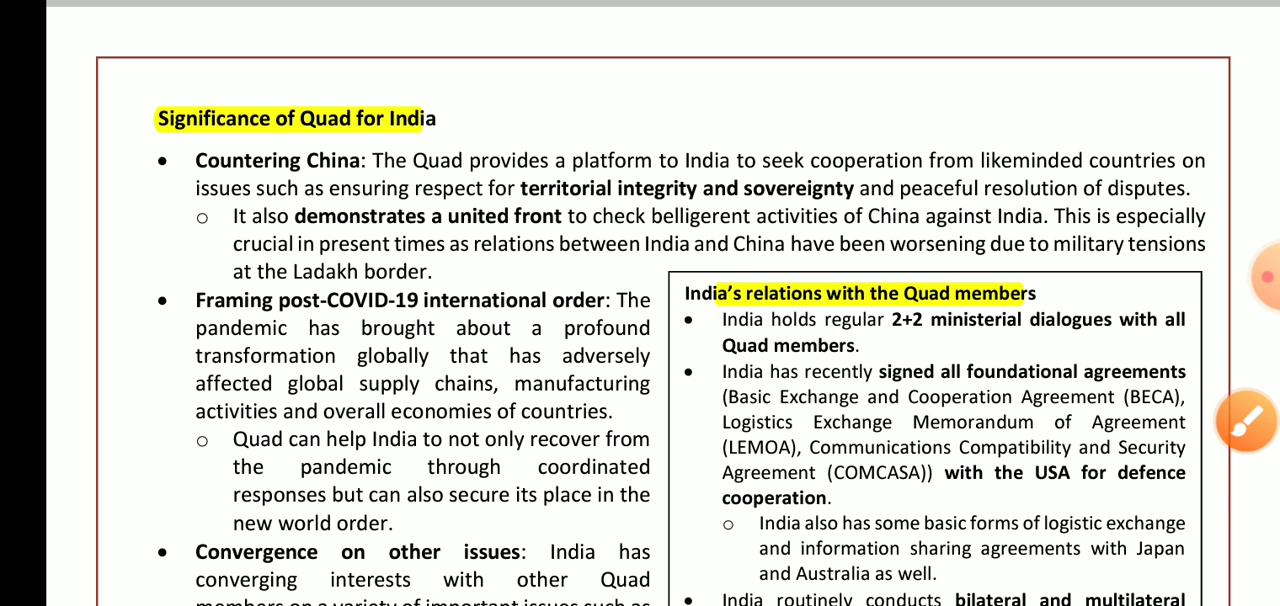 Significance of Quad for India
• Countering China: The Quad provides a platform to India to seek cooperation from likeminded countries on
issues such as ensuring respect for territorial integrity and sovereignty and peaceful resolution of disputes.
o It also demonstrates a united front to check belligerent activities of China against India. This is especially
crucial in present times as relations between India and China have been worsening due to military tensions
at the Ladakh border.
• Framing post-COVID-19 international order: The
pandemic has brought about a profound
transformation globally that has adversely
affected global supply chains, manufacturing
activities and overall economies of countries.
o Quad can help India to not only recover from
the pandemic through coordinated
responses but can also secure its place in the
new world order.
• Convergence on other issues: India has
converging interests with other Quad
members on a variety of important issues such as
India's relations with the Quad members
• India holds regular 2+2 ministerial dialogues with all
Quad members.
• India has recently signed all foundational agreements
(Basic Exchange and Cooperation Agreement (BECA),
Logistics Exchange Memorandum of Agreement
(LEMOA), Communications Compatibility and Security
Agreement (COMCASA)) with the USA for defence
cooperation.
o India also has some basic forms of logistic exchange
and information sharing agreements with Japan
and Australia as well.
• India routinely conducts bilateral and multilateral